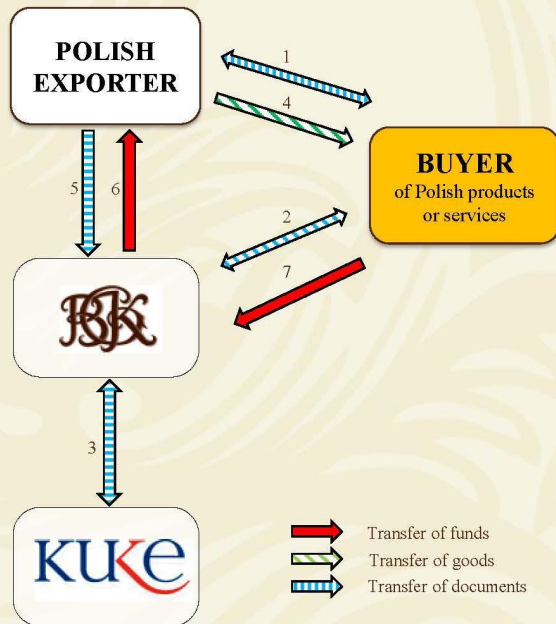 POLISH
EXPORTER
1
4
BUYER
of Polish products
or services
5
6
2
7
BGK
3
KUKE
Transfer of funds
Transfer of goods
Transfer of documents